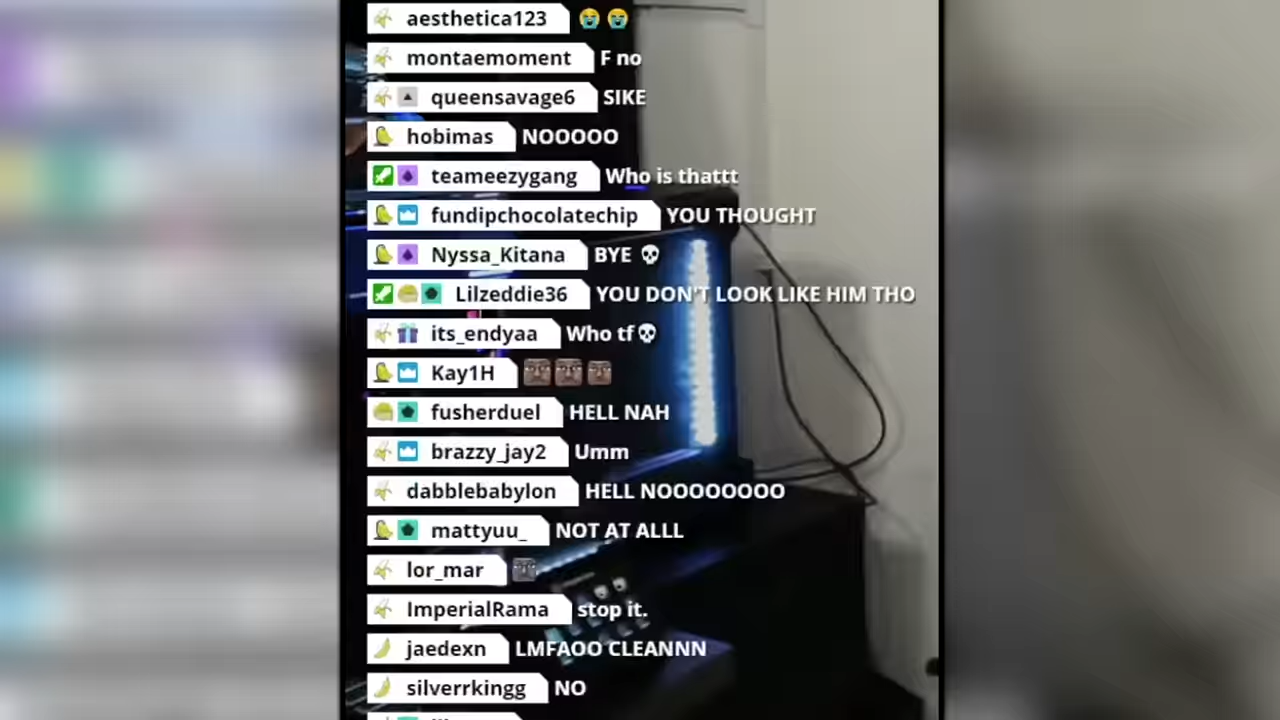 aesthetica123 😭 😭
montaemoment F no
queensavage6 SIKE
hobimas NOOOOO
teameezygang Who is thattt
fundipchocolatechip YOU THOUGHT
Nyssa_Kitana BYE 💀
Lilzeddie36 YOU DON'T LOOK LIKE HIM THO
its_endyaa Who tf💀
Kay1H
fusherduel HELL NAH
brazzy_jay2 Umm
dabblebabylon HELL NOOOOOOOO
mattyuu_ NOT AT ALLL
lor_mar
ImperialRama stop it.
jaedexn LMFAOO CLEANNN
silverrkingg NO